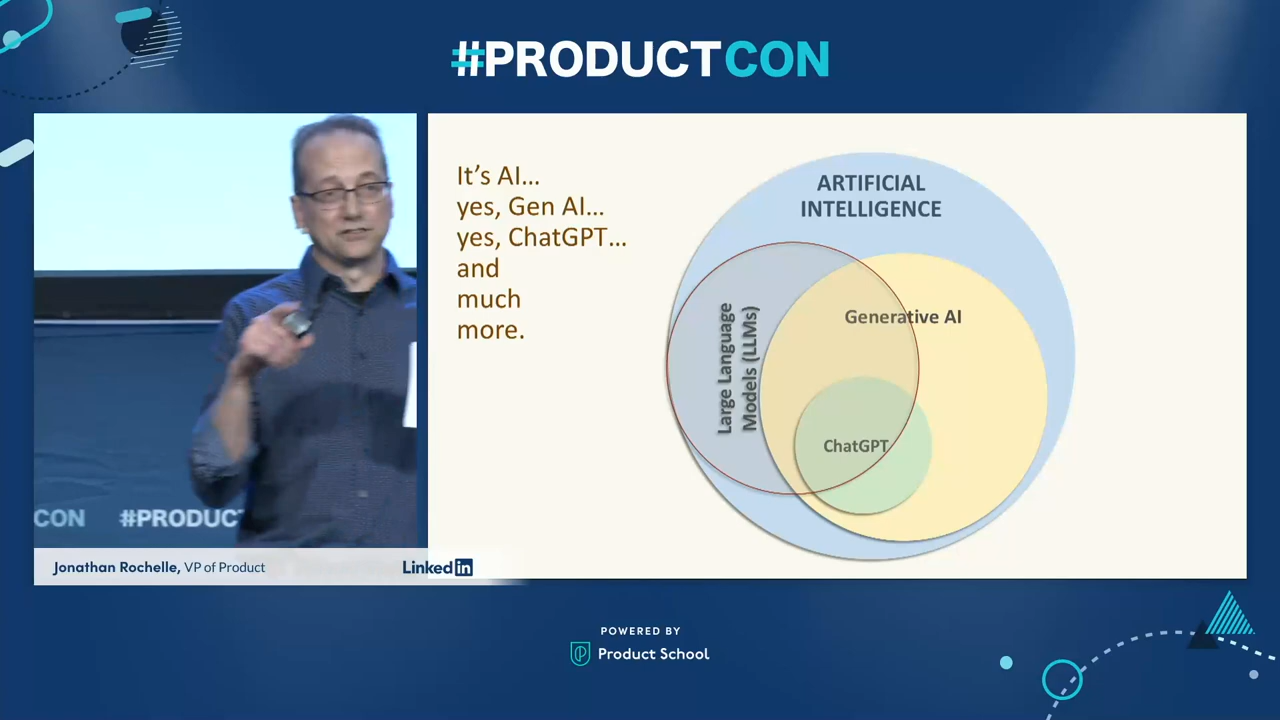 #PRODUCTCON
It’s AI...
yes, Gen AI...
yes, ChatGPT...
and
much
more.
ARTIFICIAL
INTELLIGENCE
Large Language
Models (LLMs)
Generative AI
ChatGPT
CON #PRODUCT
Jonathan Rochelle, VP of Product
Linkedin
POWERED BY
Product School